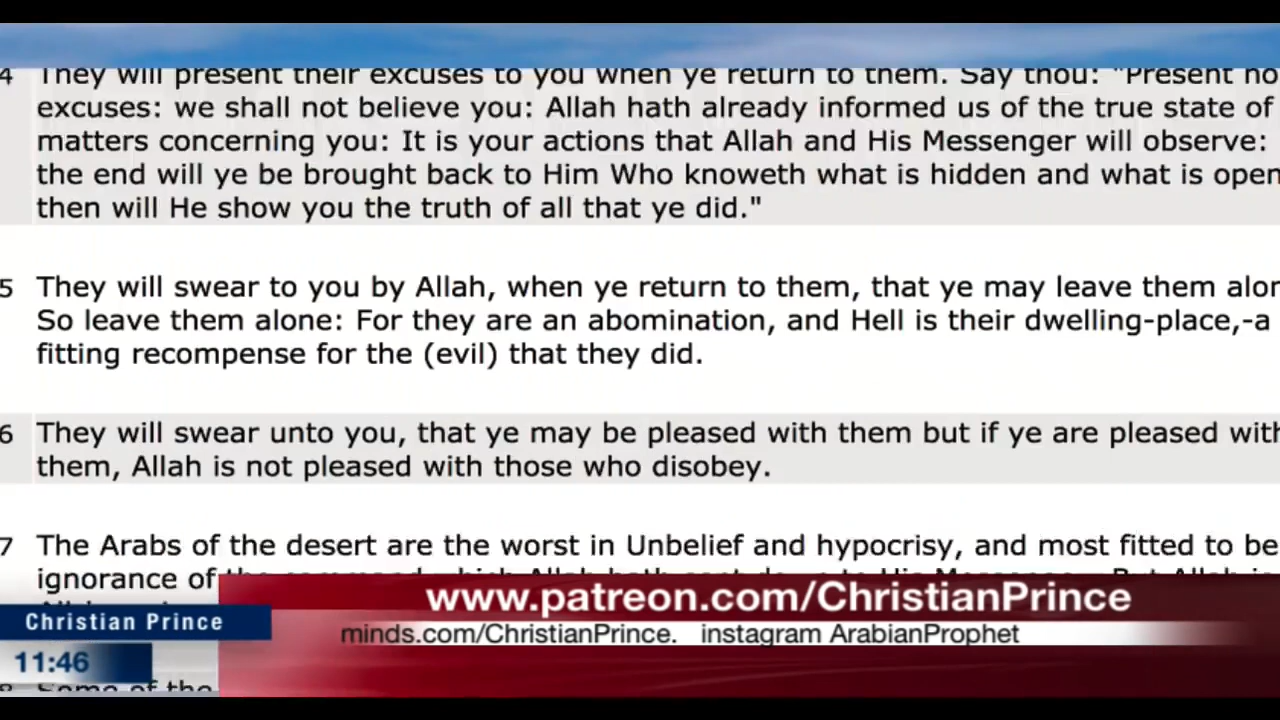 4 They will present their excuses to you when ye return to them. Say thou: "Present no
excuses: we shall not believe you: Allah hath already informed us of the true state of
matters concerning you: It is your actions that Allah and His Messenger will observe:
the end will ye be brought back to Him Who knoweth what is hidden and what is open
then will He show you the truth of all that ye did."
5 They will swear to you by Allah, when ye return to them, that ye may leave them
So leave them alone: For they are an abomination, and Hell is their dwelling-place,-a
fitting recompense for the (evil) that they did.
6 They will swear unto you, that ye may be pleased with them but if ye are pleased with
them, Allah is not pleased with those who disobey.
7 The Arabs of the desert are the worst in Unbelief and hypocrisy, and most fitted to be
ignorance of
www.patreon.com/ChristianPrince
Christian Prince
minds.com/ChristianPrince. instagram ArabianProphet
11:46
Some of the